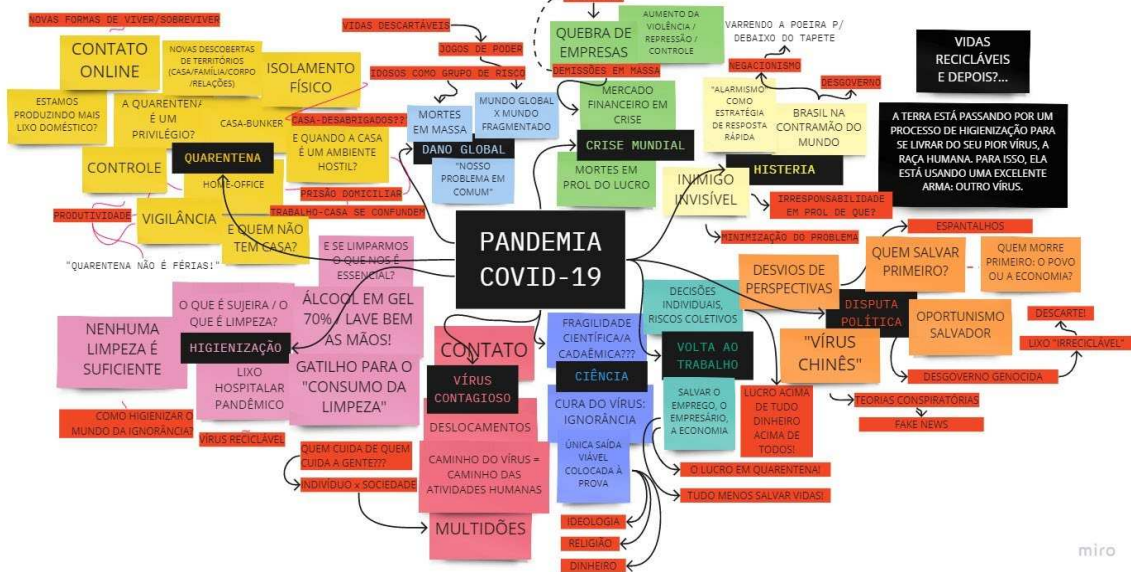 NOVAS FORMAS DE VIVER/SOBREVIVER
CONTATO
ONLINE
NOVAS DESCOBERTAS
DE TERRITÓRIOS
(CASA/FAMÍLIA/CORPO
/RELAÇÕES)
ISOLAMENTO
FÍSICO
ESTAMOS
PRODUZINDO MAIS
LIXO DOMÉSTICO?
A QUARENTENA
É UM
PRIVILÉGIO?
CASA-BUNKER
CASA-DESABRIGADOS??
E QUANDO A CASA
É UM AMBIENTE
HOSTIL?
CONTROLE
QUARENTENA
HOME-OFFICE
PRISÃO DOMICILIAR
TRABALHO-CASA SE CONFUNDEM
PRODUTIVIDADE
VIGILÂNCIA
E QUEM NÃO
TEM CASA?
"QUARENTENA NÃO É FÉRIAS!"
VIDAS DESCARTÁVEIS
JOGOS DE PODER
IDOSOS COMO GRUPO DE RISCO
MORTES
EM MASSA
MUNDO GLOBAL
X MUNDO
FRAGMENTADO
DANO GLOBAL
"NOSSO
PROBLEMA EM
COMUM"
QUEBRA DE
EMPRESAS
AUMENTO DA
VIOLÊNCIA /
REPRESSÃO /
CONTROLE
DEMISSÕES EM MASSA
MERCADO
FINANCEIRO EM
CRISE
CRISE MUNDIAL
MORTES EM
PROL DO LUCRO
VARRENDO A POEIRA P/
DEBAIXO DO TAPETE
NEGACIONISMO
DESGOVERNO
"ALARMISMO"
COMO
ESTRATÉGIA
DE RESPOSTA
RÁPIDA
BRASIL NA
CONTRAMÃO DO
MUNDO
HISTERIA
INIMIGO
INVISÍVEL
IRRESPONSABILIDADE
EM PROL DE QUE?
MINIMIZAÇÃO DO PROBLEMA
VIDAS
RECICLÁVEIS
E DEPOIS?...
A TERRA ESTÁ PASSANDO POR UM
PROCESSO DE HIGIENIZAÇÃO PARA
SE LIVRAR DO SEU PIOR VÍRUS, A
RAÇA HUMANA. PARA ISSO, ELA
ESTÁ USANDO UMA EXCELENTE
ARMA: OUTRO VÍRUS.
PANDEMIA
COVID-19
E SE LIMPARMOS
O QUE NOS É
ESSENCIAL?
O QUE É SUJEIRA / O
QUE É LIMPEZA?
ÁLCOOL EM GEL
70% / LAVE BEM
AS MÃOS!
NENHUMA
LIMPEZA É
SUFICIENTE
HIGIENIZAÇÃO
LIXO
HOSPITALAR
PANDÊMICO
GATILHO PARA O
"CONSUMO DA
LIMPEZA"
COMO HIGIENIZAR O
MUNDO DA IGNORÂNCIA?
VÍRUS RECICLÁVEL
CONTATO
VÍRUS
CONTAGIOSO
DESLOCAMENTOS
QUEM CUIDA DE QUEM
CUIDA A GENTE???
INDIVÍDUO x SOCIEDADE
CAMINHO DO VÍRUS =
CAMINHO DAS
ATIVIDADES HUMANAS
MULTIDÕES
FRAGILIDADE
CIENTÍFICA/A
CADAÊMICA???
CIÊNCIA
CURA DO VÍRUS:
IGNORÂNCIA
ÚNICA SAÍDA
VIÁVEL
COLOCADA À
PROVA
IDEOLOGIA
RELIGIÃO
DINHEIRO
DECISÕES
INDIVIDUAIS,
RISCOS COLETIVOS
VOLTA AO
TRABALHO
SALVAR O
EMPREGO, O
EMPRESÁRIO,
A ECONOMIA
LUCRO ACIMA
DE TUDO
DINHEIRO
ACIMA DE
TODOS!
O LUCRO EM QUARENTENA!
TUDO MENOS SALVAR VIDAS!
ESPANTALHOS
DESVIOS DE
PERSPECTIVAS
QUEM SALVAR
PRIMEIRO?
QUEM MORRE
PRIMEIRO: O POVO
OU A ECONOMIA?
DISPUTA
POLÍTICA
"VÍRUS
CHINÊS"
OPORTUNISMO
SALVADOR
DESCARTE!
LIXO "IRRECICLÁVEL"
DESGOVERNO GENOCIDA
TEORIAS CONSPIRATÓRIAS
FAKE NEWS
miro